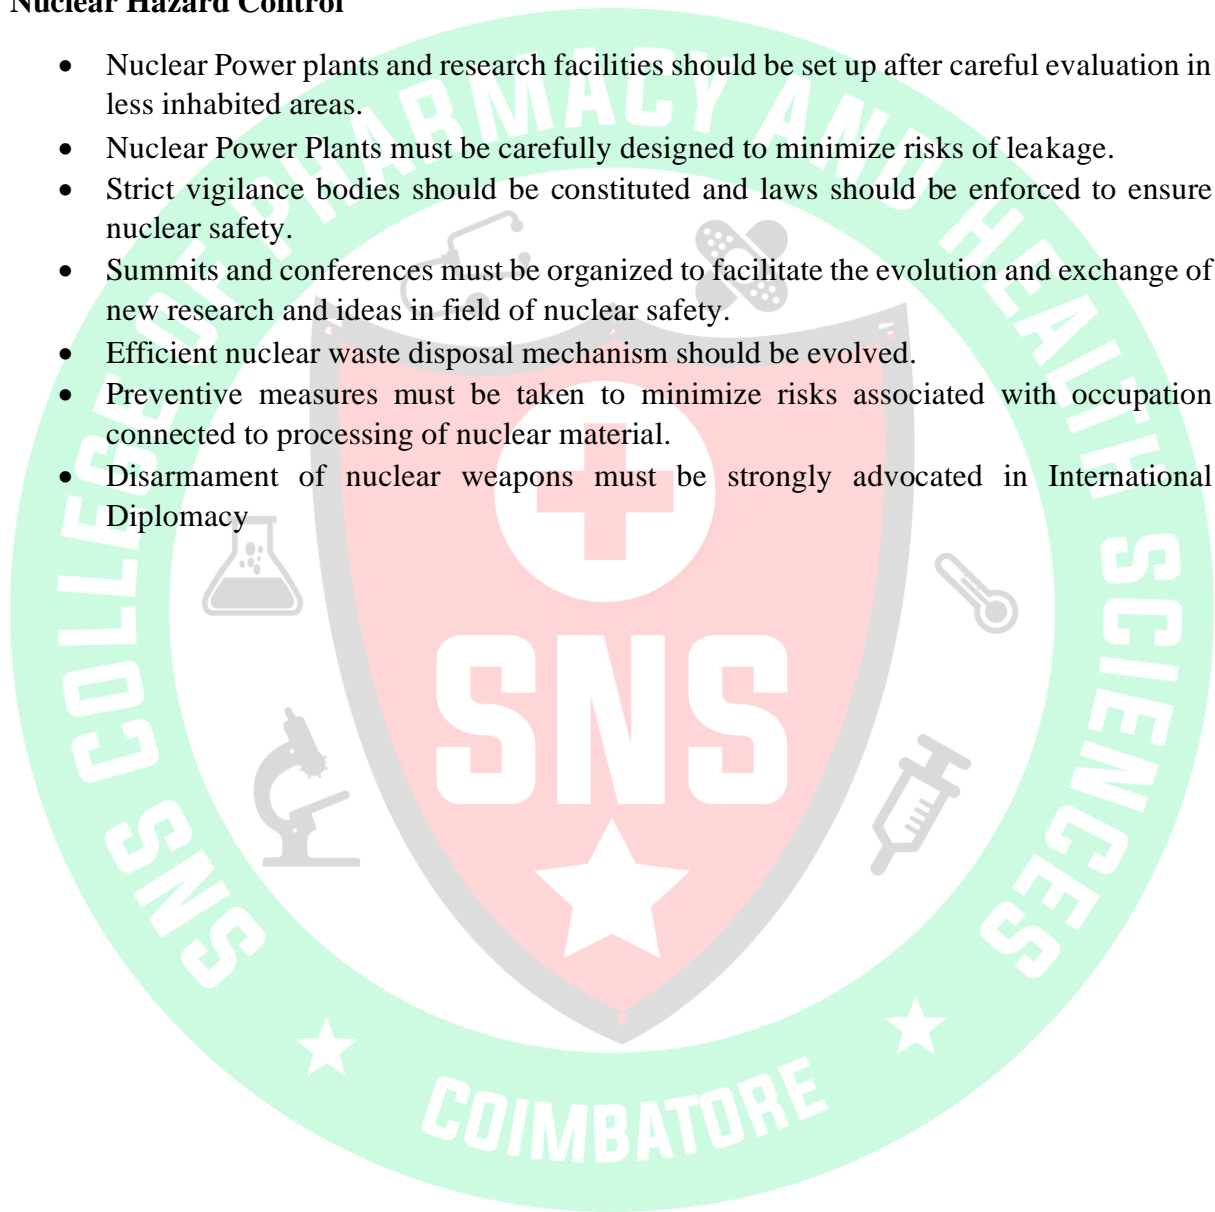 Nuclear Hazard Control
• Nuclear Power plants and research facilities should be set up after careful evaluation in
less inhabited areas.
• Nuclear Power Plants must be carefully designed to minimize risks of leakage.
• Strict vigilance bodies should be constituted and laws should be enforced to ensure
nuclear safety.
• Summits and conferences must be organized to facilitate the evolution and exchange of
new research and ideas in field of nuclear safety.
• Efficient nuclear waste disposal mechanism should be evolved.
• Preventive measures must be taken to minimize risks associated with occupation
connected to processing of nuclear material.
• Disarmament of nuclear weapons must be strongly advocated in International
Diplomacy
SNS COLLEGE OF PHARMACY AND HEALTH SCIENCES
SNS
COIMBATORE